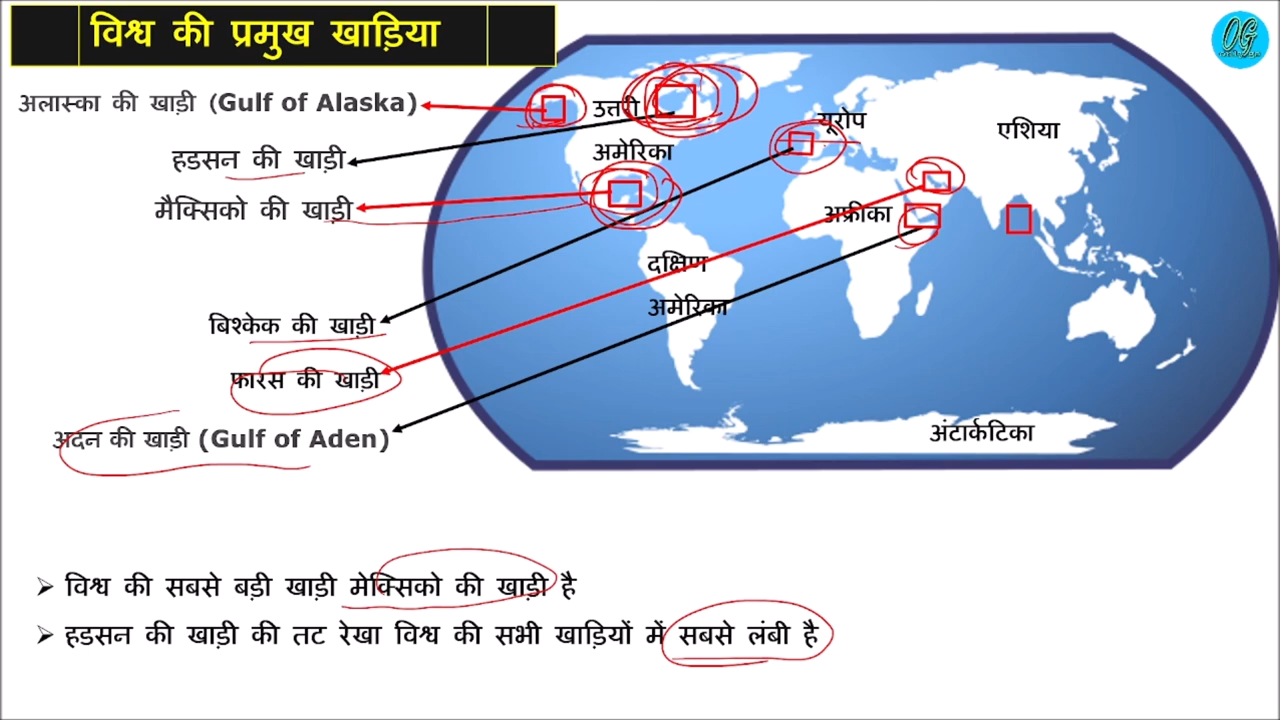 विश्व की प्रमुख खाड़िया
OG
अलास्का की खाड़ी (Gulf of Alaska)
हडसन की खाड़ी
मैक्सिको की खाड़ी
बिश्केक की खाड़ी
फारस की खाड़ी
अदन की खाड़ी (Gulf of Aden)
उत्तरी
अमेरिका
यूरोप
एशिया
अफ्रीका
दक्षिण
अमेरिका
अंटार्कटिका
➢ विश्व की सबसे बड़ी खाड़ी मेक्सिको की खाड़ी है
➢ हडसन की खाड़ी की तट रेखा विश्व की सभी खाड़ियों में सबसे लंबी है